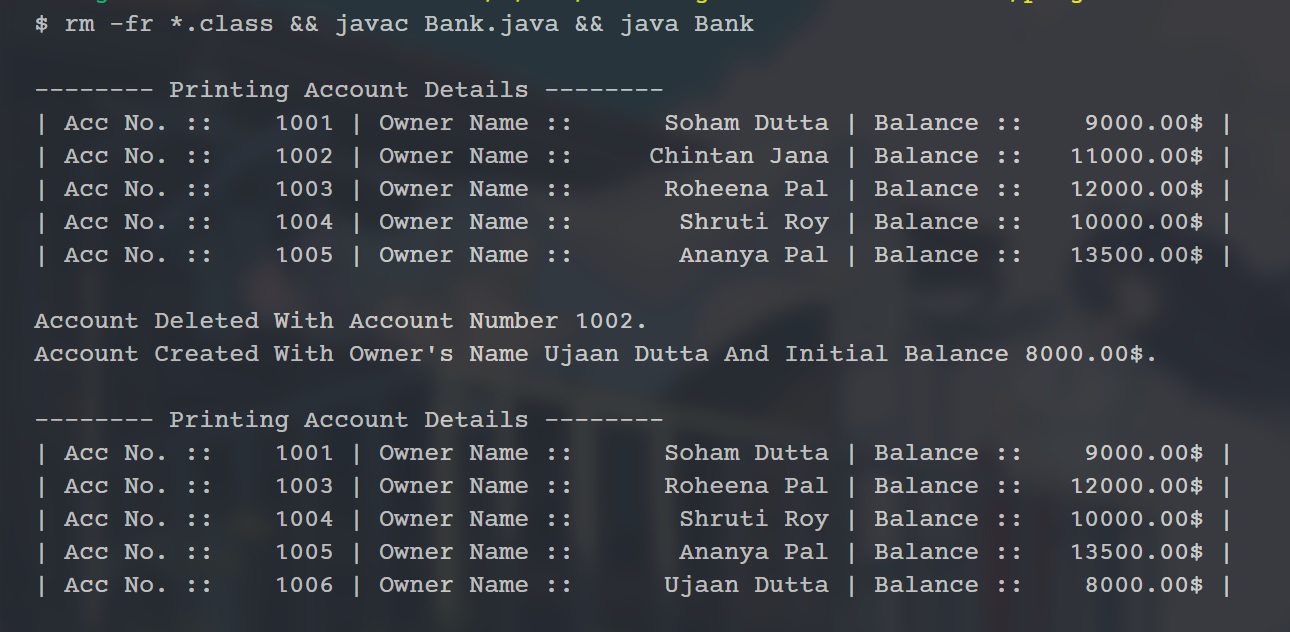 $ rm -fr *.class && javac Bank.java && java Bank
-------- Printing Account Details --------
| Acc No. ::    1001 | Owner Name ::      Soham Dutta | Balance ::    9000.00$ |
| Acc No. ::    1002 | Owner Name ::     Chintan Jana | Balance ::   11000.00$ |
| Acc No. ::    1003 | Owner Name ::      Roheena Pal | Balance ::   12000.00$ |
| Acc No. ::    1004 | Owner Name ::       Shruti Roy | Balance ::   10000.00$ |
| Acc No. ::    1005 | Owner Name ::       Ananya Pal | Balance ::   13500.00$ |
Account Deleted With Account Number 1002.
Account Created With Owner's Name Ujaan Dutta And Initial Balance 8000.00$.
-------- Printing Account Details --------
| Acc No. ::    1001 | Owner Name ::      Soham Dutta | Balance ::    9000.00$ |
| Acc No. ::    1003 | Owner Name ::      Roheena Pal | Balance ::   12000.00$ |
| Acc No. ::    1004 | Owner Name ::       Shruti Roy | Balance ::   10000.00$ |
| Acc No. ::    1005 | Owner Name ::       Ananya Pal | Balance ::   13500.00$ |
| Acc No. ::    1006 | Owner Name ::      Ujaan Dutta | Balance ::    8000.00$ |